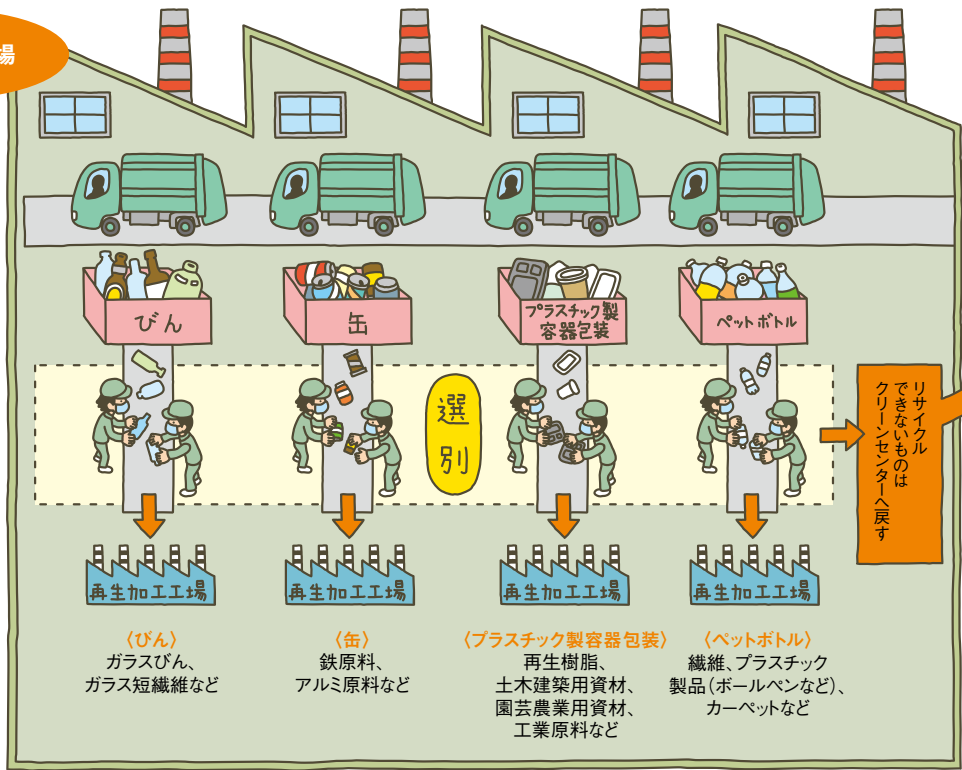 場
びん
缶
プラスチック製
容器包装
ペットボトル
選別
リサイクル
できないものは
クリーンセンターへ戻す
再生加工工場
再生加工工場
再生加工工場
再生加工工場
〈びん〉
ガラスびん、
ガラス短繊維など
〈缶〉
鉄原料、
アルミ原料など
〈プラスチック製容器包装〉
再生樹脂、
土木建築用資材、
園芸農業用資材、
工業原料など
〈ペットボトル〉
繊維、プラスチック
製品（ボールペンなど）、
カーペットなど